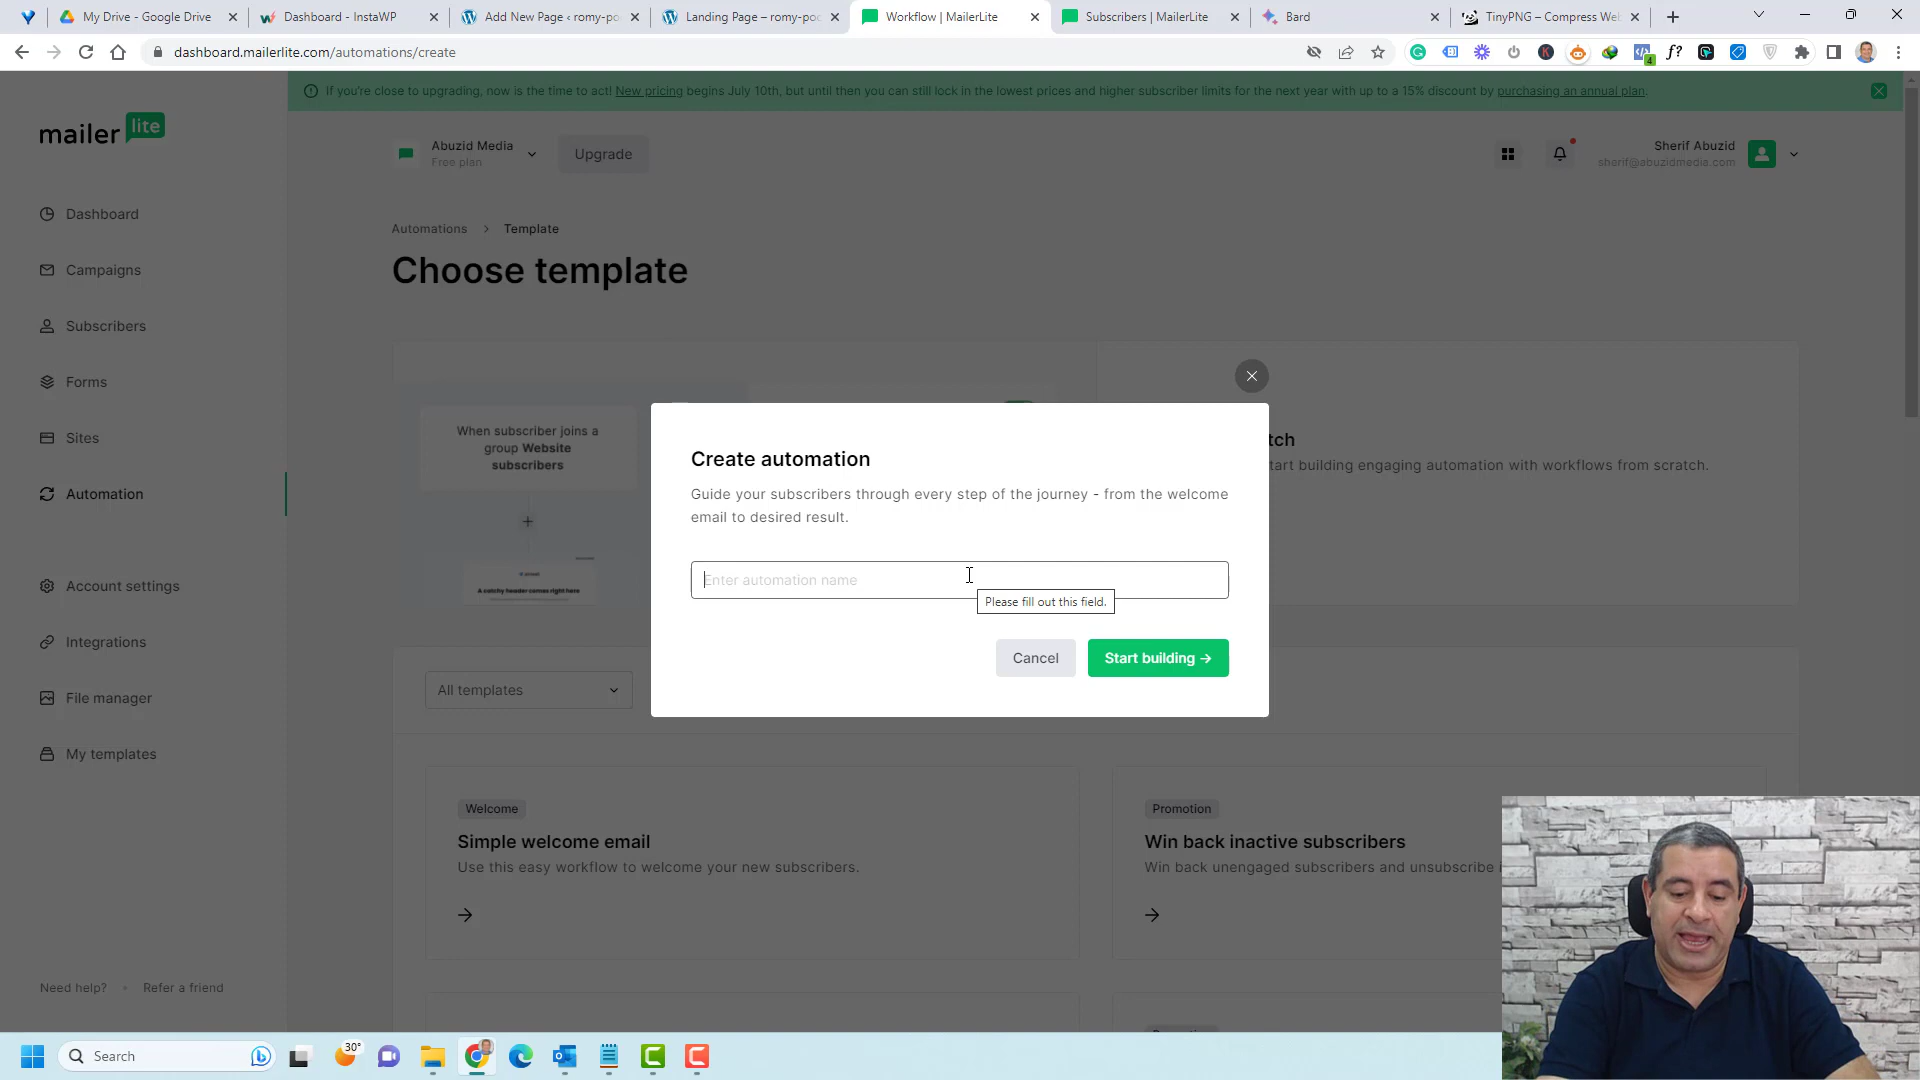 My Drive - Google Drive
Dashboard - InstaWP
Add New Page ‹ romy-po
Landing Page – romy-poc
Workflow | MailerLite
Subscribers | MailerLite
Bard
TinyPNG – Compress We
dashboard.mailerlite.com/automations/create
If you're close to upgrading, now is the time to act! New pricing begins July 10th, but until then you can still lock in the lowest prices and higher subscriber limits for the next year with up to a 15% discount by purchasing an annual plan.
mailer lite
Abuzid Media
Free plan
Upgrade
Sherif Abuzid
sherif@abuzidmedia.com
Dashboard
Campaigns
Subscribers
Forms
Sites
Automation
Account settings
Integrations
File manager
My templates
Need help? • Refer a friend
Automations > Template
Choose template
When subscriber joins a
group Website
subscribers
A catchy header comes right here
tch
tart building engaging automation with workflows from scratch.
Create automation
Guide your subscribers through every step of the journey - from the welcome
email to desired result.
Enter automation name
Please fill out this field.
Cancel
Start building →
All templates
Welcome
Simple welcome email
Use this easy workflow to welcome your new subscribers.
Promotion
Win back inactive subscribers
Win back unengaged subscribers and unsubscribe i
Search
30°